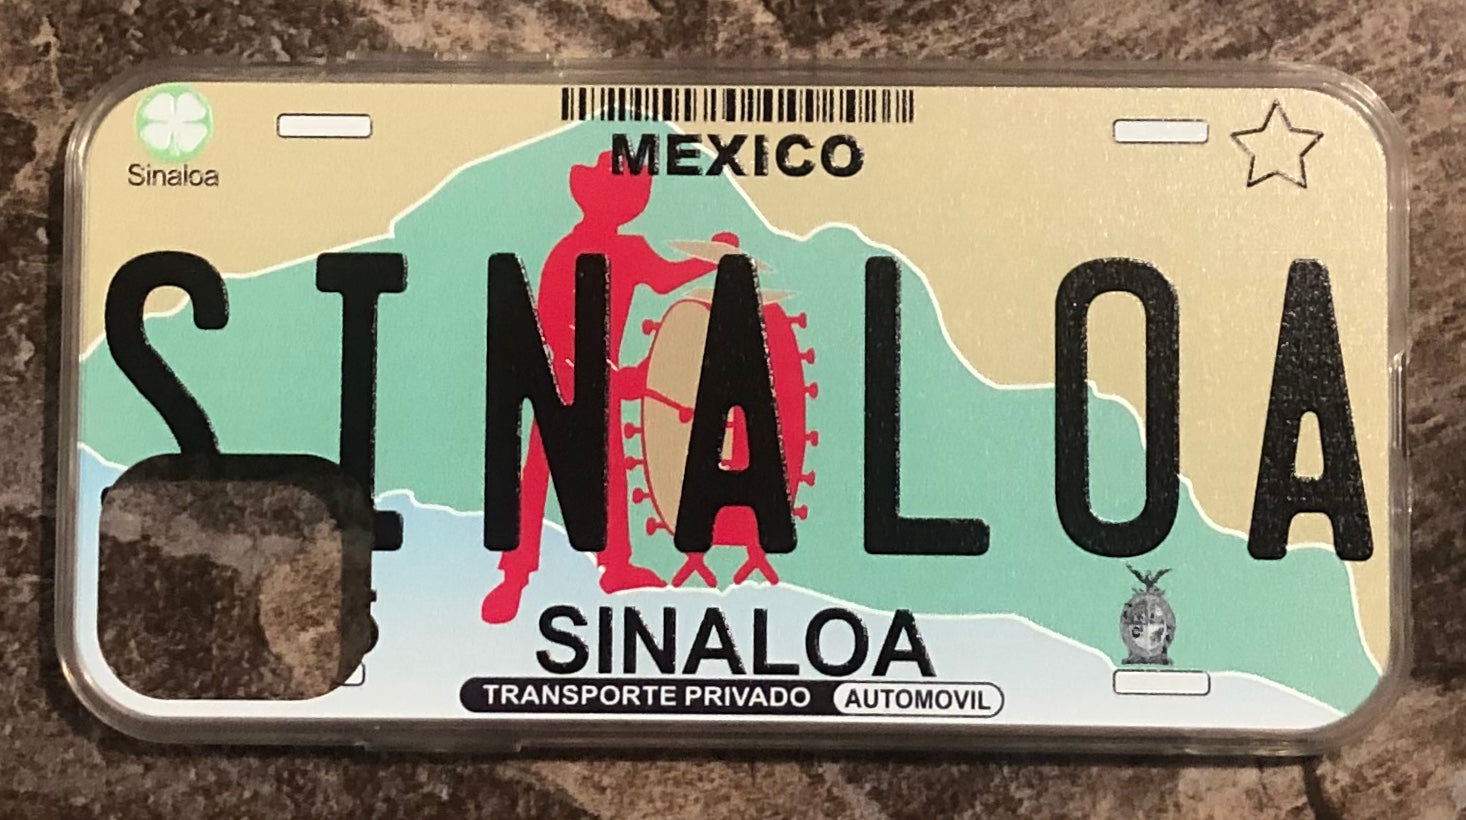 MEXICO
Sinaloa
SINALOA
SINALOA
TRANSPORTE PRIVADO AUTOMOVIL